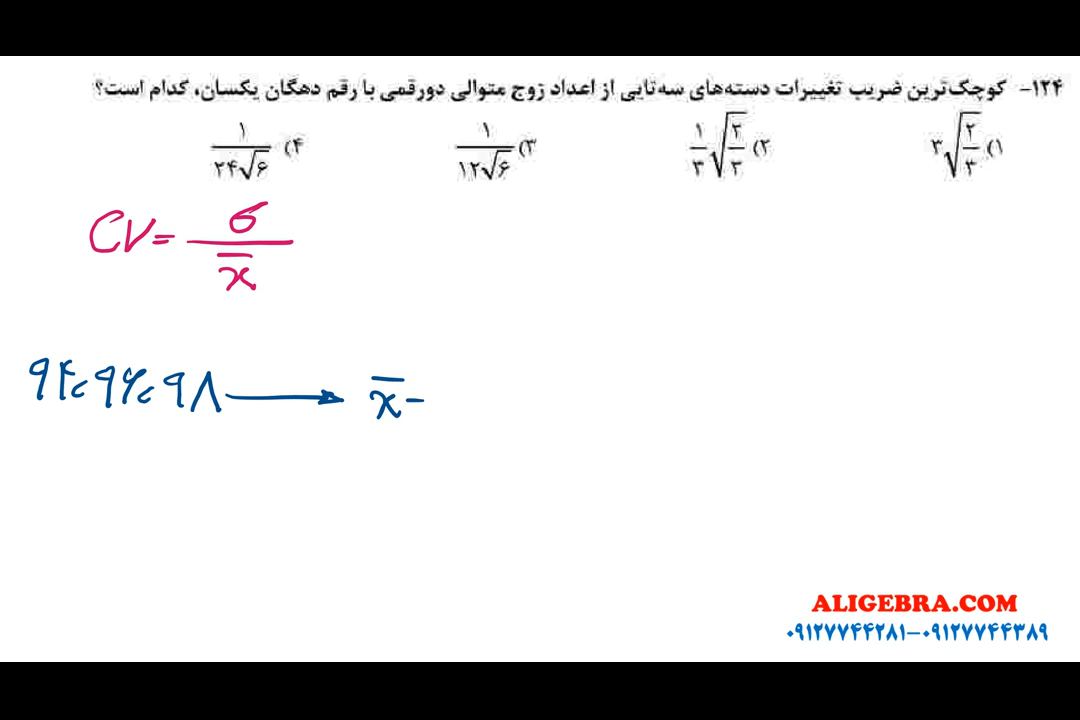 ۱۲۴- کوچک‌ترین ضریب تغییرات دسته‌های سه‌تایی از اعداد زوج متوالی دورقمی با رقم دهگان یکسان، کدام است؟
۱) ۳√(۲/۳) ۲) ۱/۳ √(۲/۳) ۳) ۱/(۱۲√۶) ۴) ۱/(۲۴√۶)
CV = σ/x̄
۹۴، ۹۶، ۹۸ → x̄ =
ALIGEBRA.COM
۰۹۱۲۷۷۴۴۲۸۱-۰۹۱۲۷۷۴۴۳۸۹